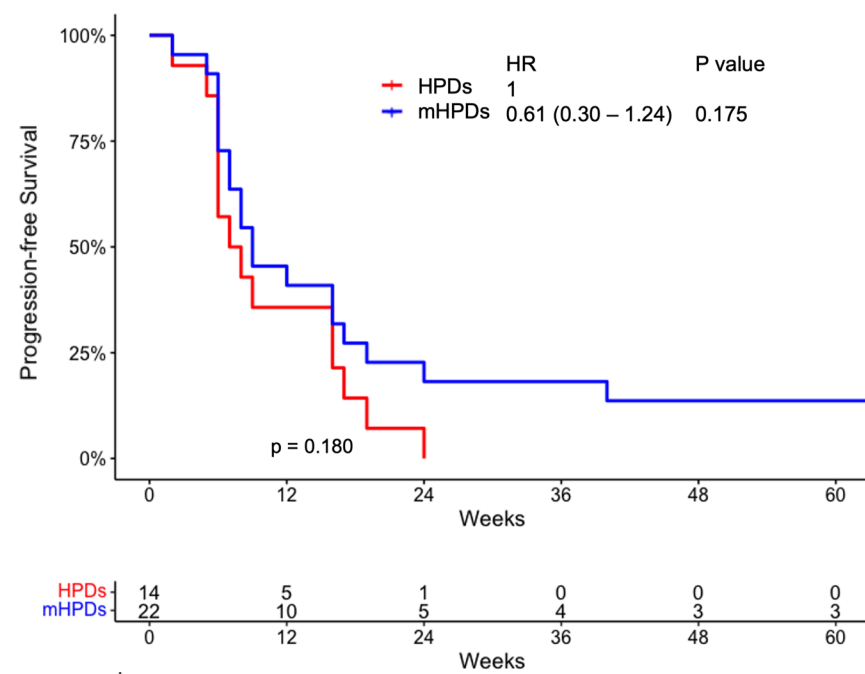 100%
75%
50%
25%
0%
Progression-free Survival
HR P value
HPDs 1
mHPDs 0.61 (0.30 – 1.24) 0.175
p = 0.180
0 12 24 36 48 60
Weeks
HPDs 14 5 1 0 0 0
mHPDs 22 10 5 4 3 3
0 12 24 36 48 60
Weeks